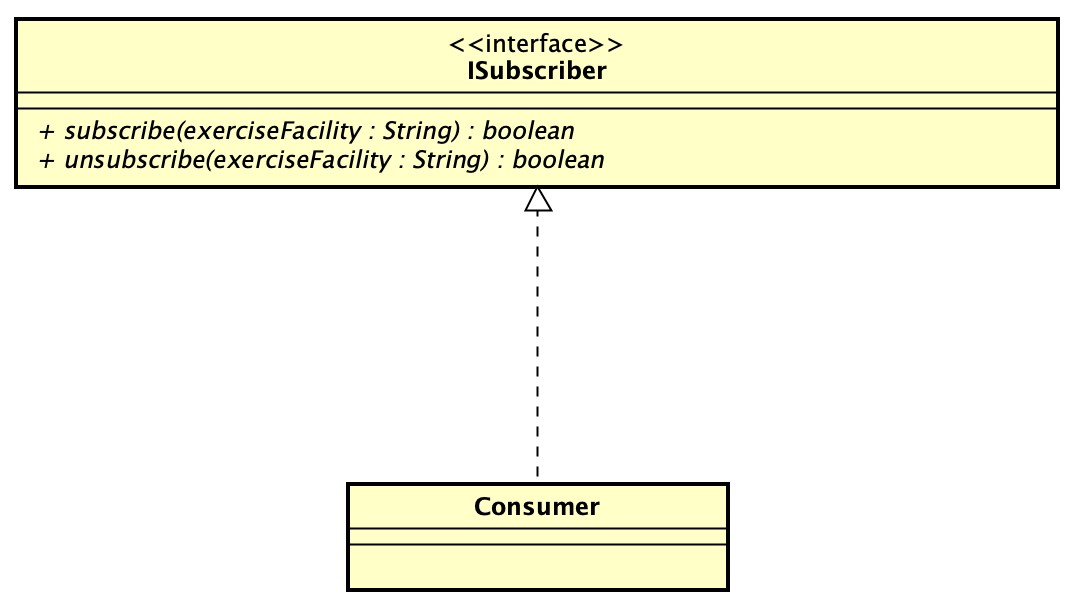 <<interface>>
ISubscriber
+ subscribe(exerciseFacility : String) : boolean
+ unsubscribe(exerciseFacility : String) : boolean
Consumer